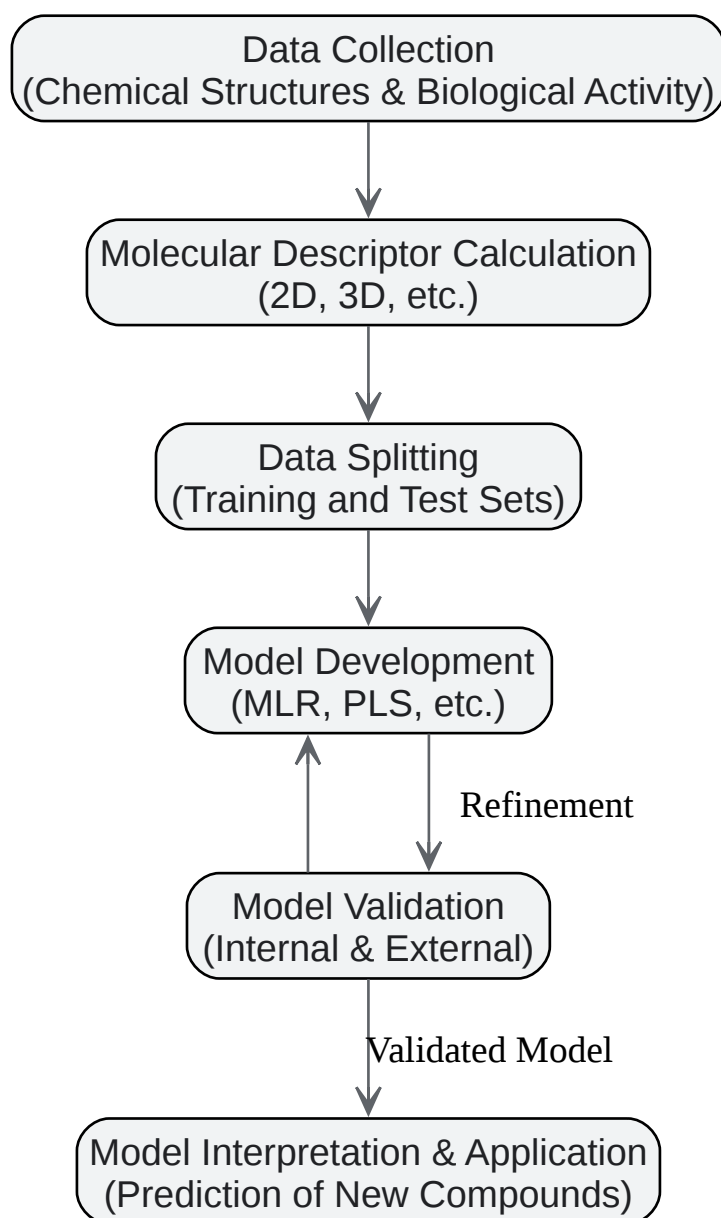 Data Collection
(Chemical Structures & Biological Activity)
Molecular Descriptor Calculation
(2D, 3D, etc.)
Data Splitting
(Training and Test Sets)
Model Development
(MLR, PLS, etc.)
Refinement
Model Validation
(Internal & External)
Validated Model
Model Interpretation & Application
(Prediction of New Compounds)